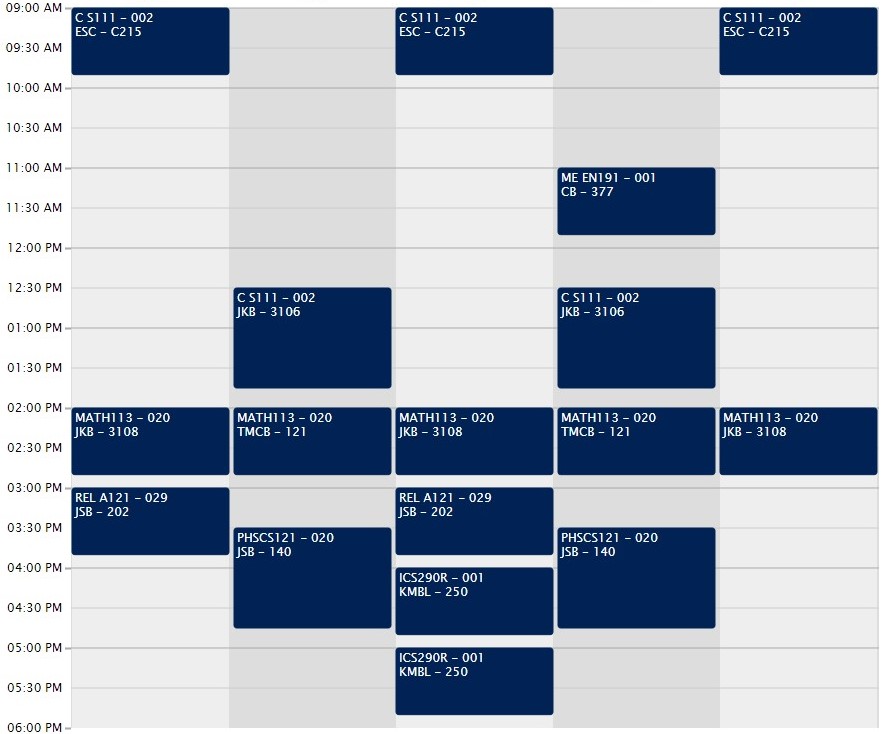 09:00 AM
C S111 - 002
ESC - C215
C S111 - 002
ESC - C215
C S111 - 002
ESC - C215
09:30 AM
10:00 AM
10:30 AM
11:00 AM
ME EN191 - 001
CB - 377
11:30 AM
12:00 PM
12:30 PM
C S111 - 002
JKB - 3106
C S111 - 002
JKB - 3106
01:00 PM
01:30 PM
02:00 PM
MATH113 - 020
JKB - 3108
MATH113 - 020
TMCB - 121
MATH113 - 020
JKB - 3108
MATH113 - 020
TMCB - 121
MATH113 - 020
JKB - 3108
02:30 PM
03:00 PM
REL A121 - 029
JSB - 202
REL A121 - 029
JSB - 202
03:30 PM
PHSCS121 - 020
JSB - 140
PHSCS121 - 020
JSB - 140
04:00 PM
ICS290R - 001
KMBL - 250
04:30 PM
05:00 PM
ICS290R - 001
KMBL - 250
05:30 PM
06:00 PM